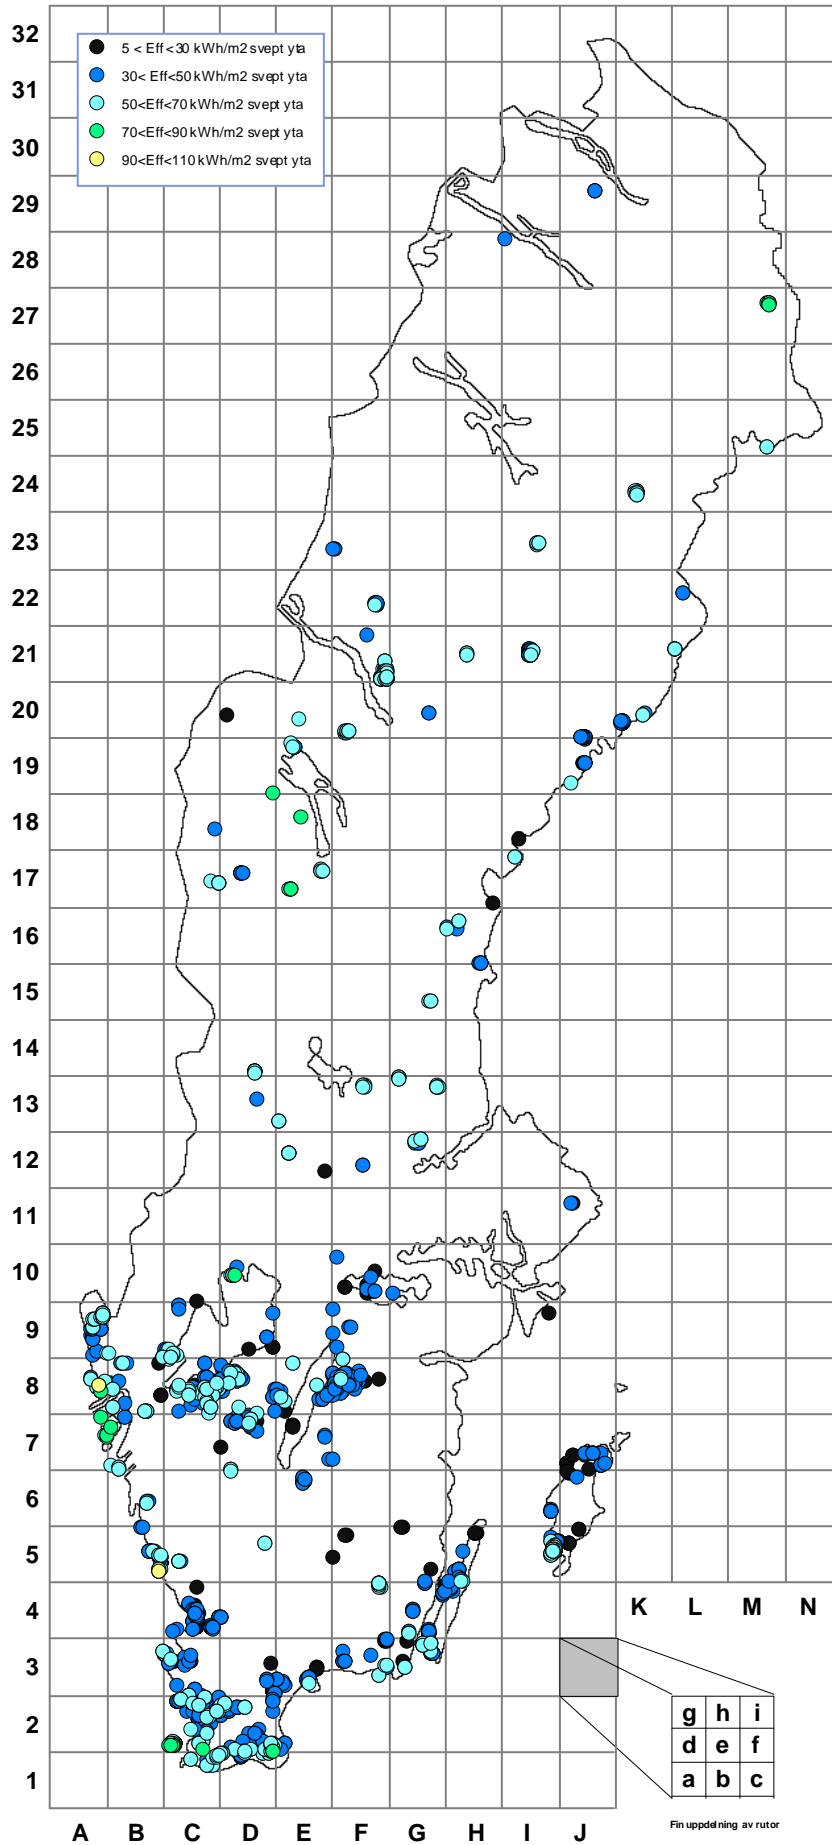 32
5 < Eff<30 kWh/m2 svept yta
30< Eff<50 kWh/m2 svept yta
50<Eff<70 kWh/m2 svept yta
70<Eff<90 kWh/m2 svept yta
90<Eff<110 kWh/m2 svept yta
31
30
29
28
27
26
25
24
23
22
21
20
19
18
17
16
15
14
13
12
11
10
9
8
7
6
5
4
K L M N
3
g h i
2
d e f
a b c
1
Fin uppdelning av rutor
A B C D E F G H I J